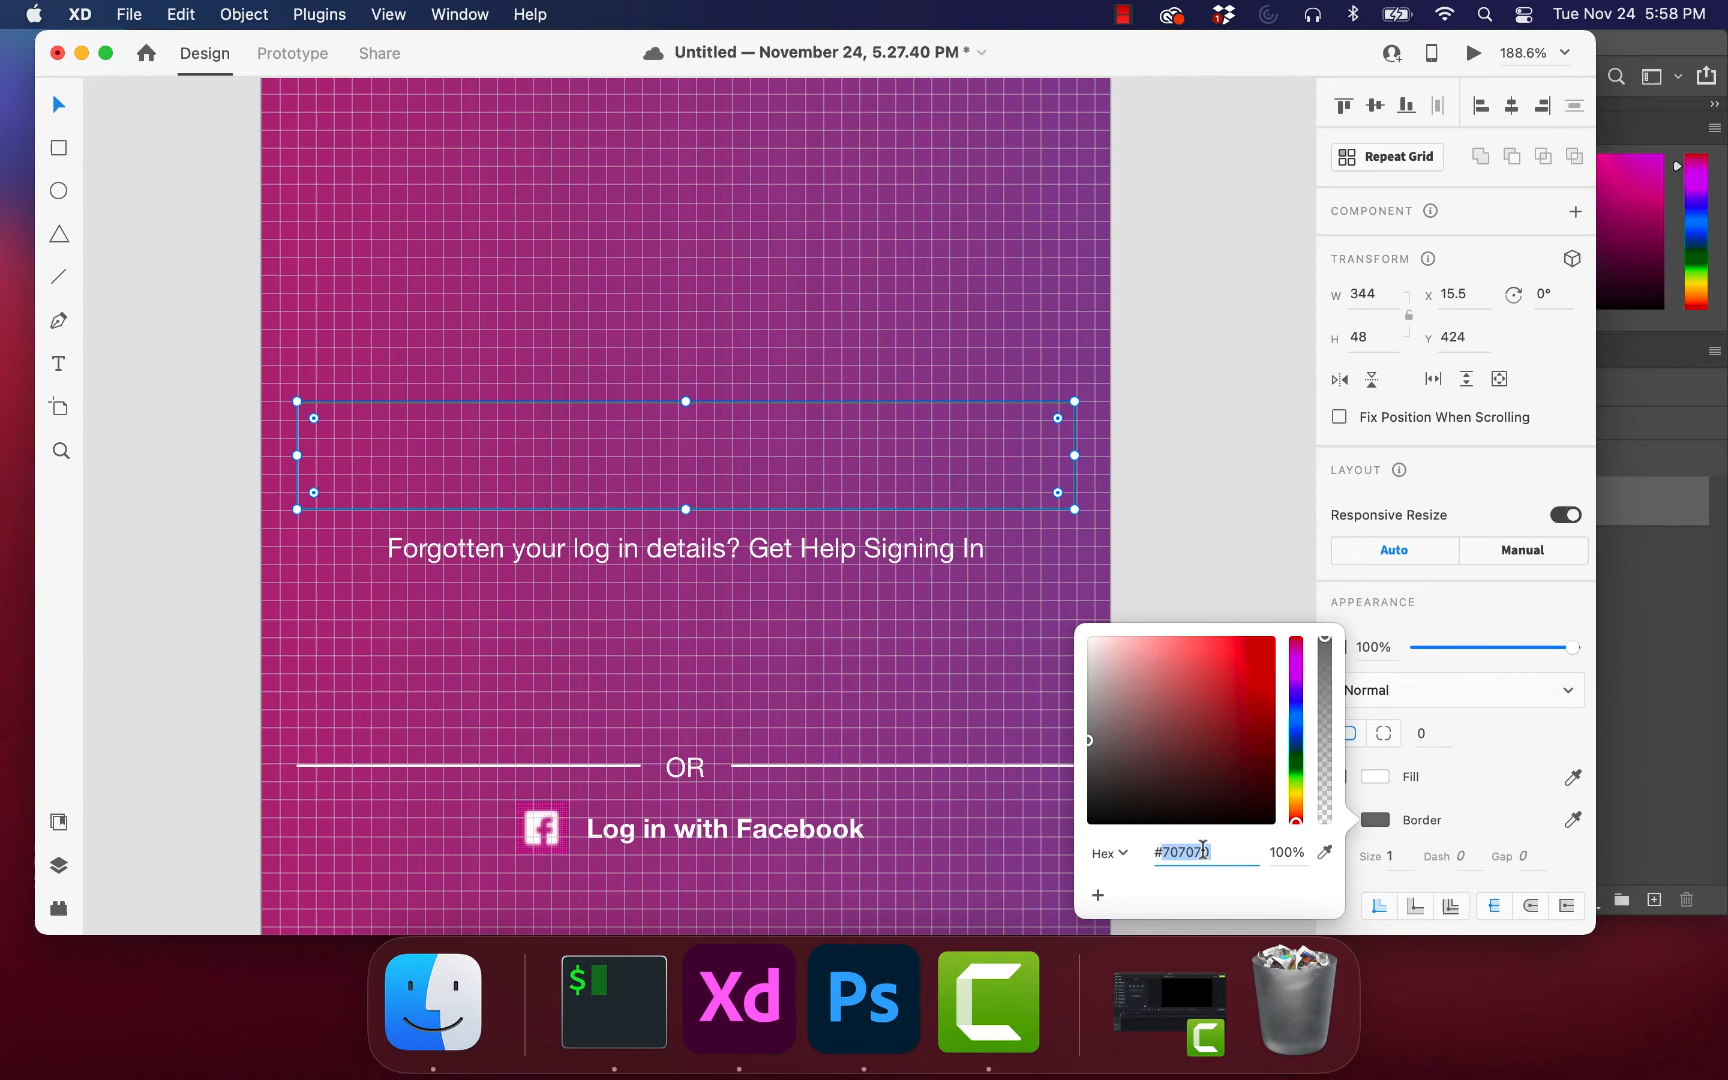 XD File Edit Object Plugins View Window Help
1
Tue Nov 24 5:58 PM
Design Prototype Share
Untitled — November 24, 5.27.40 PM *
188.6%
Repeat Grid
COMPONENT
TRANSFORM
W 344 X 15.5 0°
H 48 Y 424
Fix Position When Scrolling
LAYOUT
Responsive Resize
Auto Manual
Forgotten your log in details? Get Help Signing In
APPEARANCE
100%
Normal
0
Fill
OR
Border
Log in with Facebook
Hex #707070 100%
Size 1 Dash 0 Gap 0
T
$
Xd
Ps